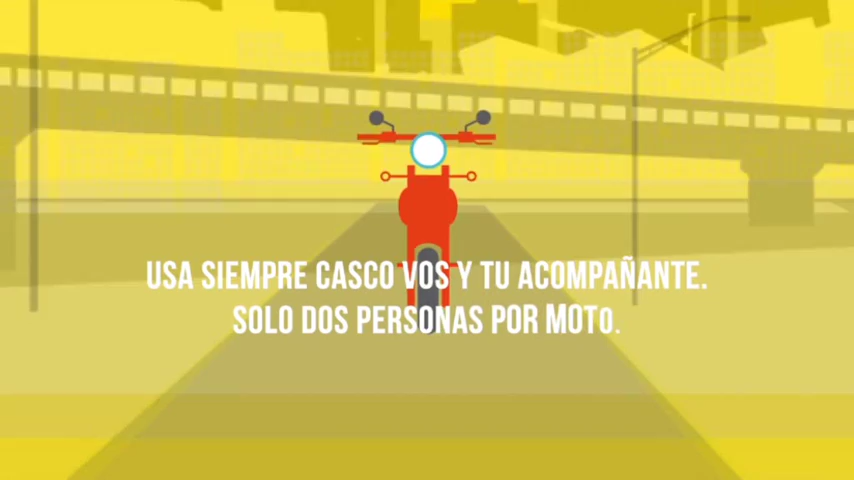 USA SIEMPRE CASCO VOS Y TU ACOMPAÑANTE.
SOLO DOS PERSONAS POR MOTO.